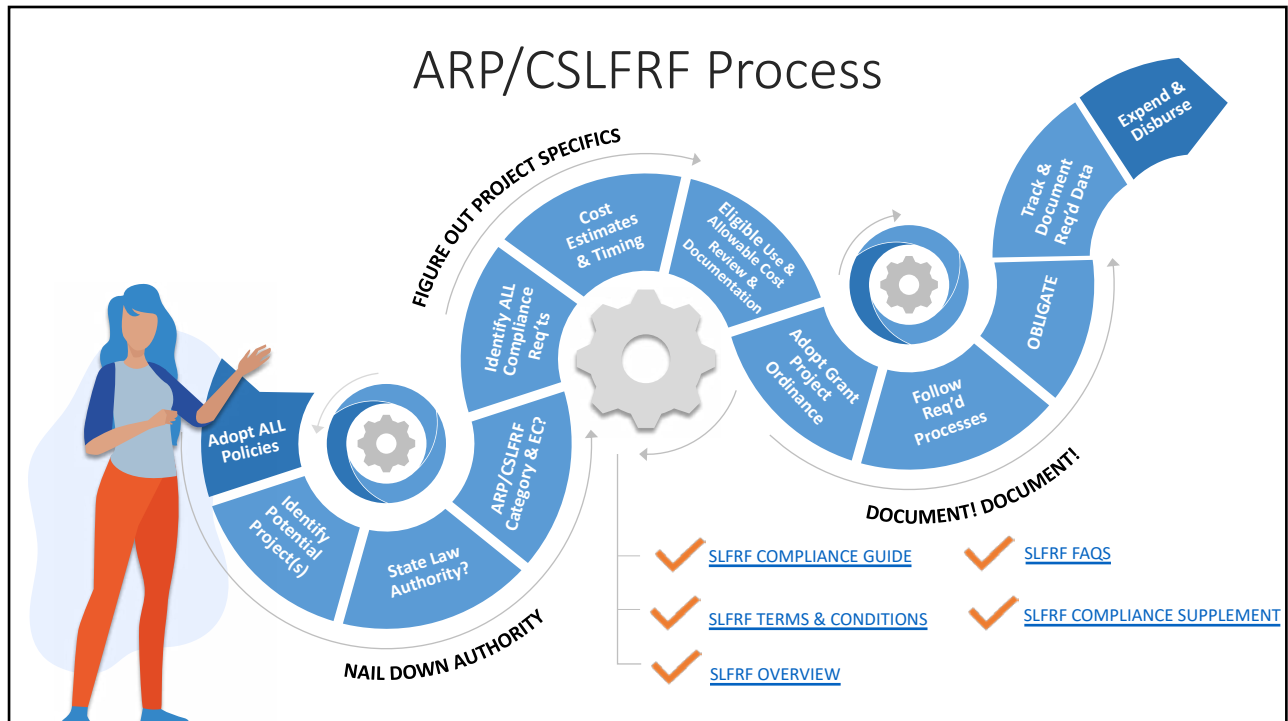 ARP/CSLFRF Process
Adopt ALL
Policies
Identify
Potential
Project(s)
State Law
Authority?
ARP/CSLFRF
Category & EC?
NAIL DOWN AUTHORITY
Identify ALL
Compliance
Req'ts
Cost
Estimates
& Timing
Eligible Use &
Allowable Cost
Review &
Documentation
FIGURE OUT PROJECT SPECIFICS
Adopt Grant
Project
Ordinance
Follow
Req'd
Processes
OBLIGATE
Track &
Document
Req'd Data
Expend &
Disburse
DOCUMENT! DOCUMENT!
SLFRF COMPLIANCE GUIDE
SLFRF TERMS & CONDITIONS
SLFRF OVERVIEW
SLFRF FAQS
SLFRF COMPLIANCE SUPPLEMENT